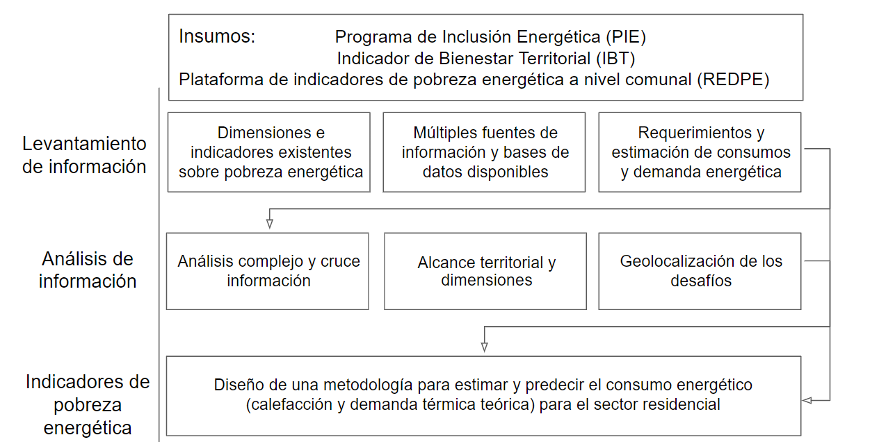 Insumos: Programa de Inclusión Energética (PIE)
Indicador de Bienestar Territorial (IBT)
Plataforma de indicadores de pobreza energética a nivel comunal (REDPE)
Levantamiento
de información
Dimensiones e
indicadores existentes
sobre pobreza energética
Múltiples fuentes de
información y bases de
datos disponibles
Requerimientos y
estimación de consumos
y demanda energética
Análisis de
información
Análisis complejo y cruce
información
Alcance territorial y
dimensiones
Geolocalización de los
desafíos
Indicadores de
pobreza
energética
Diseño de una metodología para estimar y predecir el consumo energético
(calefacción y demanda térmica teórica) para el sector residencial